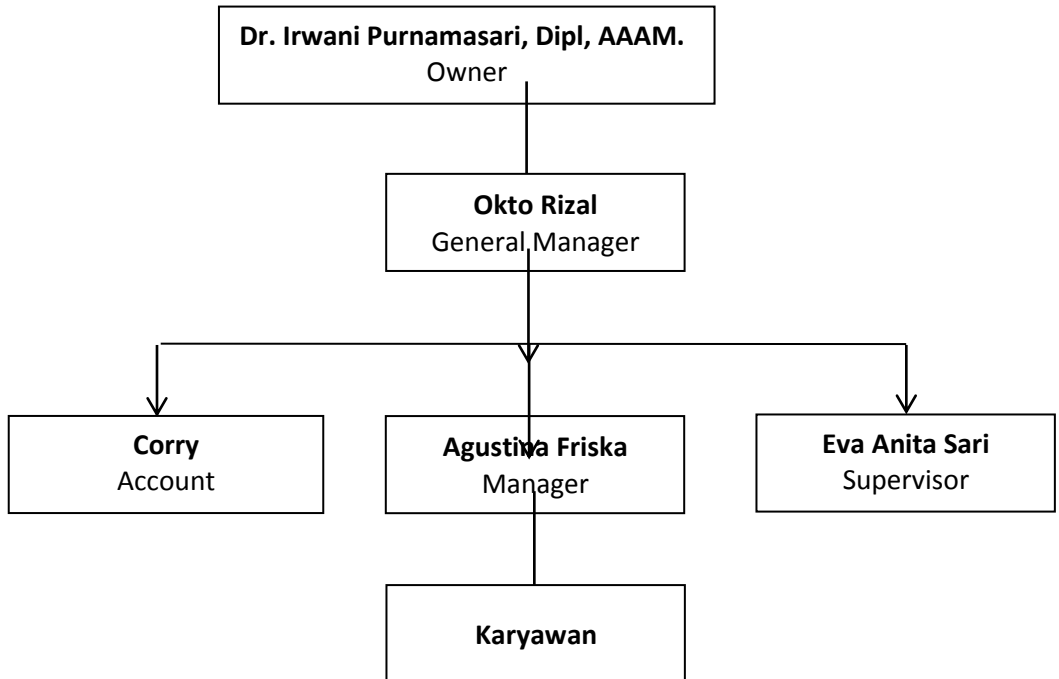 Dr. Irwani Purnamasari, Dipl, AAAM.
Owner
Okto Rizal
General Manager
Corry
Account
Agustina Friska
Manager
Eva Anita Sari
Supervisor
Karyawan